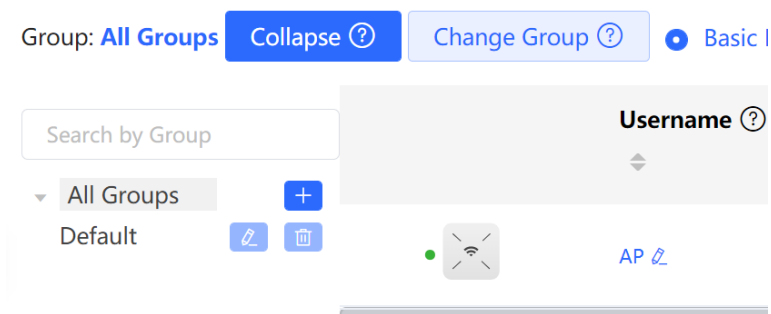 Group: All Groups Collapse ? Change Group ? Basic
Search by Group
Username ?
All Groups +
Default
AP